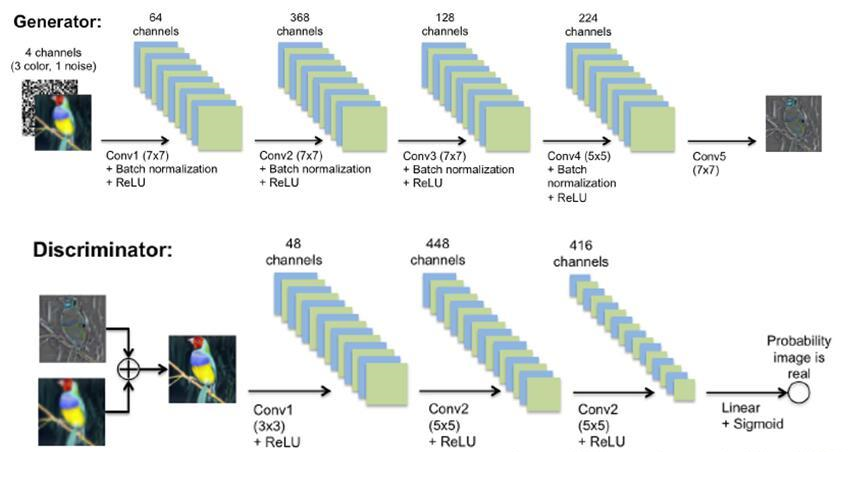 Generator:
4 channels
(3 color, 1 noise)
64
channels
368
channels
128
channels
224
channels
Conv1 (7x7)
+ Batch normalization
+ ReLU
Conv2 (7x7)
+ Batch normalization
+ ReLU
Conv3 (7x7)
+ Batch normalization
+ ReLU
Conv4 (5x5)
+ Batch
normalization
+ ReLU
Conv5
(7x7)
Discriminator:
48
channels
448
channels
416
channels
Conv1
(3x3)
+ ReLU
Conv2
(5x5)
+ ReLU
Conv2
(5x5)
+ ReLU
Linear
+ Sigmoid
Probability
image is
real